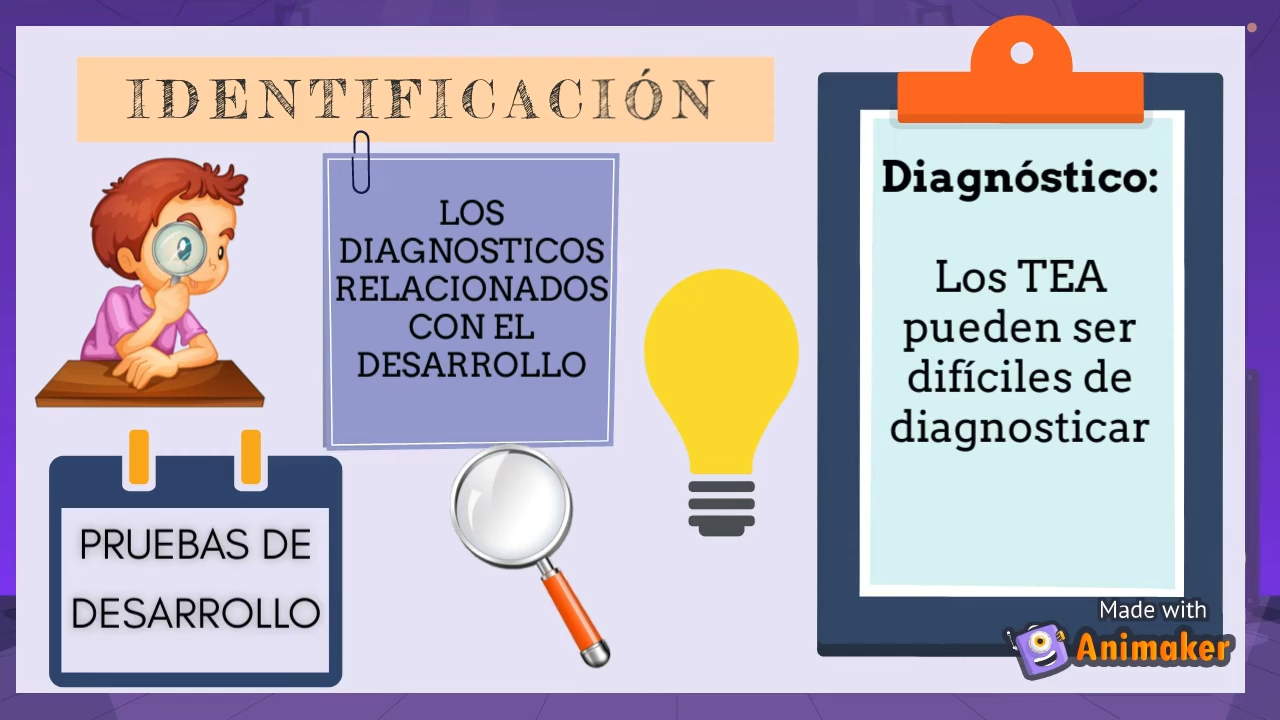 IDENTIFICACIÓN
LOS
DIAGNOSTICOS
RELACIONADOS
CON EL
DESARROLLO
PRUEBAS DE
DESARROLLO
Diagnóstico:
Los TEA
pueden ser
difíciles de
diagnosticar
Made with
Animaker